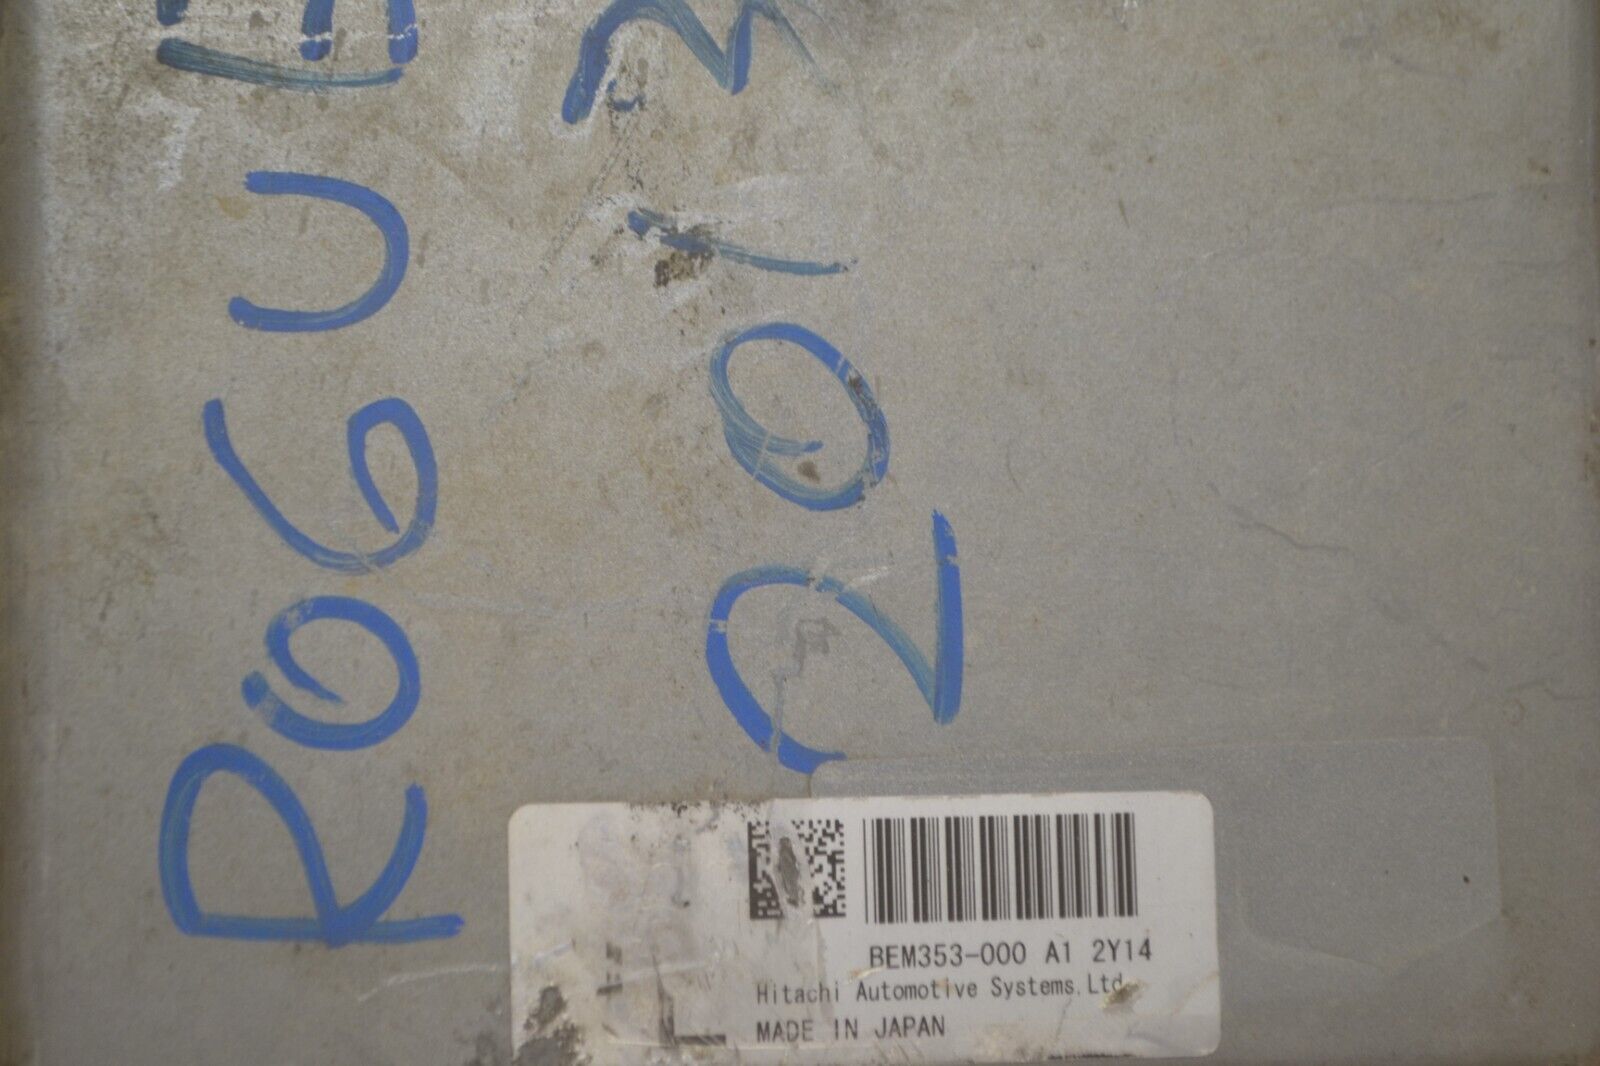 ROGUE
2013
BEM353-000 A1 2Y14
Hitachi Automotive Systems, Ltd.
MADE IN JAPAN